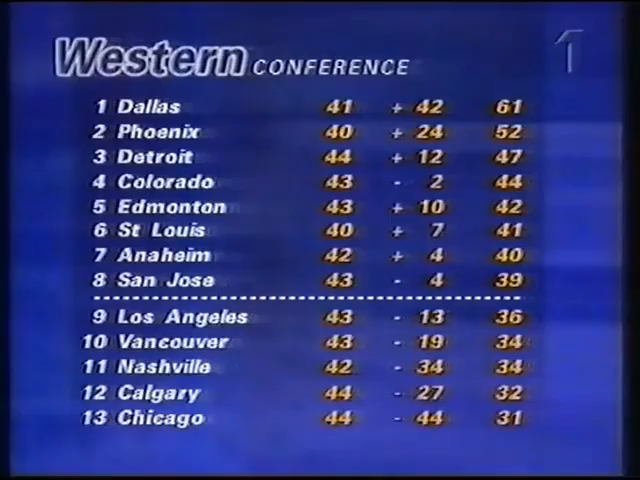 Western CONFERENCE
1
1 Dallas 41 + 42 61
2 Phoenix 40 + 24 52
3 Detroit 44 + 12 47
4 Colorado 43 - 2 44
5 Edmonton 43 + 10 42
6 St Louis 40 + 7 41
7 Anaheim 42 + 4 40
8 San Jose 43 - 4 39
9 Los Angeles 43 - 13 36
10 Vancouver 43 - 19 34
11 Nashville 42 - 34 34
12 Calgary 44 - 27 32
13 Chicago 44 - 44 31